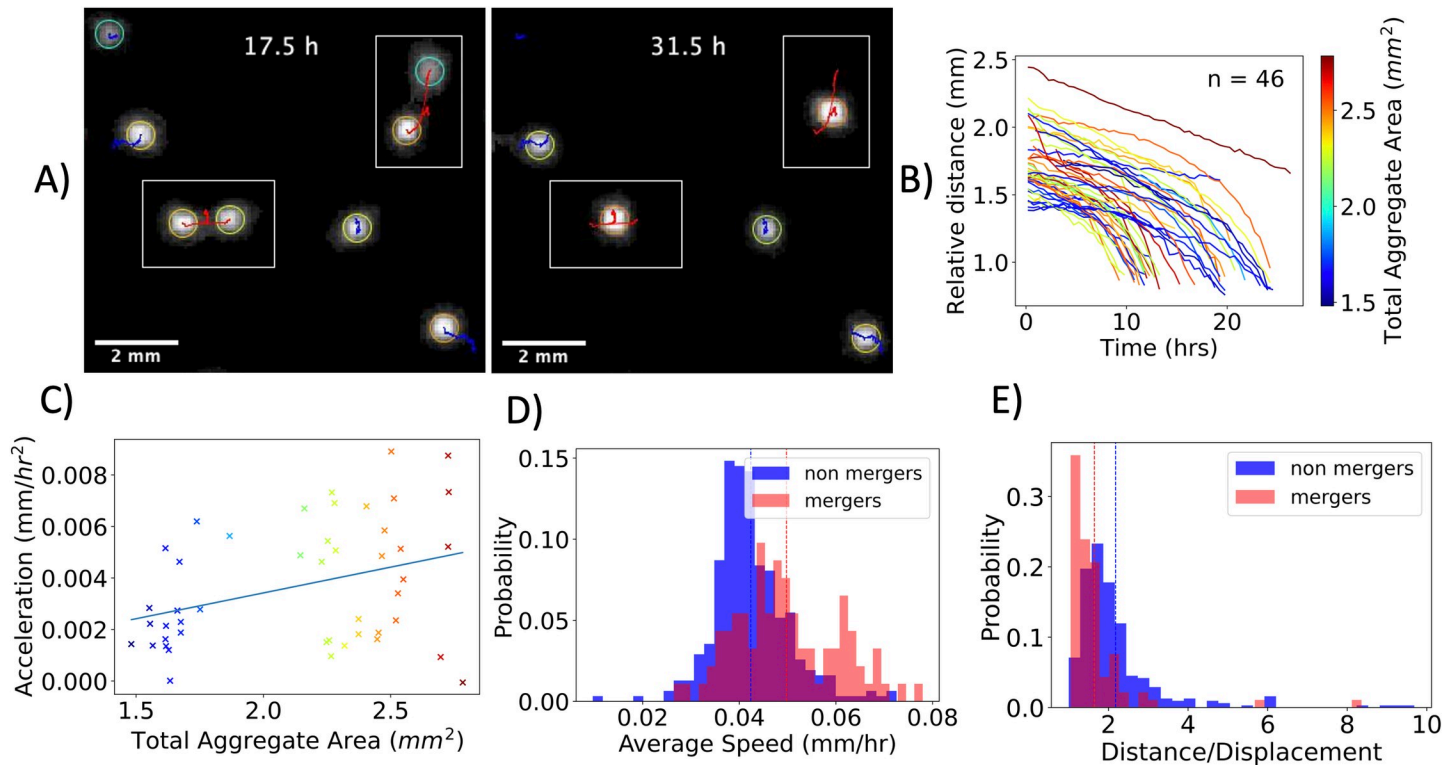 A)
17.5 h
2 mm
31.5 h
2 mm
B)
n = 46
2.5
2.0
1.5
1.0
Relative distance (mm)
0
10
20
Time (hrs)
2.5
2.0
1.5
Total Aggregate Area (mm²)
C)
0.008
0.006
0.004
0.002
0.000
Acceleration (mm/hr²)
1.5
2.0
2.5
Total Aggregate Area (mm²)
D)
0.15
0.10
0.05
0.00
Probability
non mergers
mergers
0.02
0.04
0.06
0.08
Average Speed (mm/hr)
E)
0.3
0.2
0.1
0.0
Probability
non mergers
mergers
2
4
6
8
10
Distance/Displacement